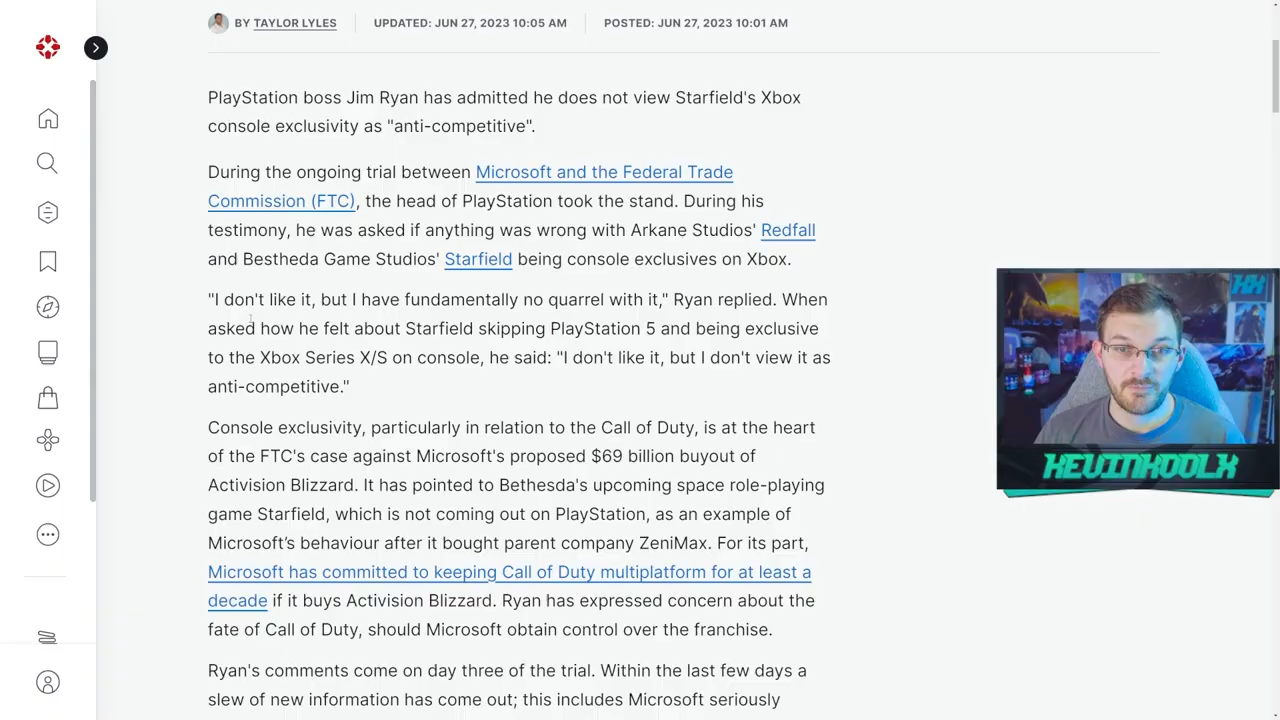 BY TAYLOR LYLES UPDATED: JUN 27, 2023 10:05 AM POSTED: JUN 27, 2023 10:01 AM
PlayStation boss Jim Ryan has admitted he does not view Starfield's Xbox
console exclusivity as "anti-competitive".
During the ongoing trial between Microsoft and the Federal Trade
Commission (FTC), the head of PlayStation took the stand. During his
testimony, he was asked if anything was wrong with Arkane Studios' Redfall
and Bestheda Game Studios' Starfield being console exclusives on Xbox.
"I don't like it, but I have fundamentally no quarrel with it," Ryan replied. When
asked how he felt about Starfield skipping PlayStation 5 and being exclusive
to the Xbox Series X/S on console, he said: "I don't like it, but I don't view it as
anti-competitive."
Console exclusivity, particularly in relation to the Call of Duty, is at the heart
of the FTC's case against Microsoft's proposed $69 billion buyout of
Activision Blizzard. It has pointed to Bethesda's upcoming space role-playing
game Starfield, which is not coming out on PlayStation, as an example of
Microsoft's behaviour after it bought parent company ZeniMax. For its part,
Microsoft has committed to keeping Call of Duty multiplatform for at least a
decade if it buys Activision Blizzard. Ryan has expressed concern about the
fate of Call of Duty, should Microsoft obtain control over the franchise.
Ryan's comments come on day three of the trial. Within the last few days a
slew of new information has come out; this includes Microsoft seriously
KEVINKOOLX